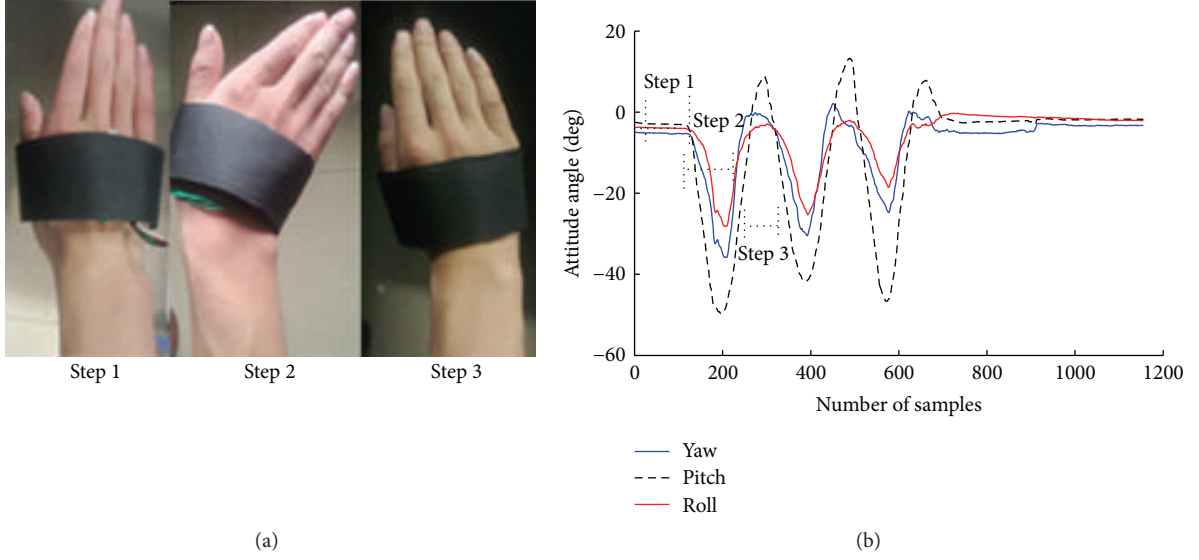 Step 1
Step 2
Step 3
(a)
20
0
−20
−40
−60
Attitude angle (deg)
Step 1
Step 2
Step 3
0
200
400
600
800
1000
1200
Number of samples
Yaw
Pitch
Roll
(b)